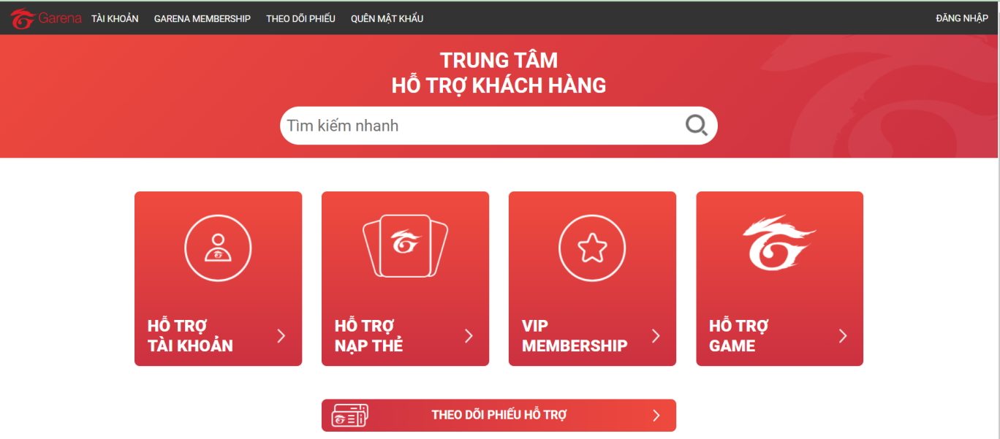 Garena TÀI KHOẢN GARENA MEMBERSHIP THEO DÕI PHIẾU QUÊN MẬT KHẨU ĐĂNG NHẬP
TRUNG TÂM
HỖ TRỢ KHÁCH HÀNG
Tìm kiếm nhanh
HỖ TRỢ
TÀI KHOẢN
HỖ TRỢ
NẠP THẺ
VIP
MEMBERSHIP
HỖ TRỢ
GAME
THEO DÕI PHIẾU HỖ TRỢ